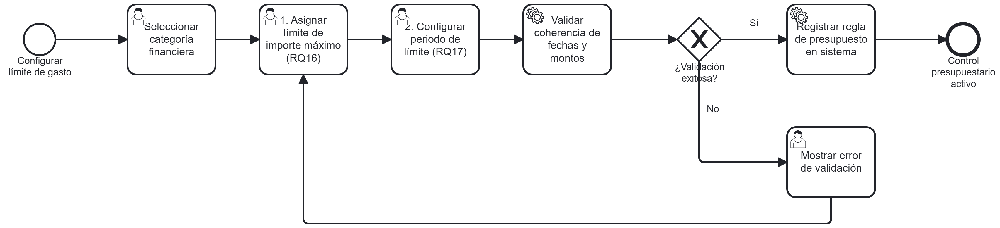 Configurar
límite de gasto
Seleccionar
categoría
financiera
1. Asignar
límite de
importe máximo
(RQ16)
2. Configurar
periodo de
límite (RQ17)
Validar
coherencia de
fechas y
montos
¿Validación
exitosa?
Sí
Registrar regla
de presupuesto
en sistema
Control
presupuestario
activo
No
Mostrar error
de validación